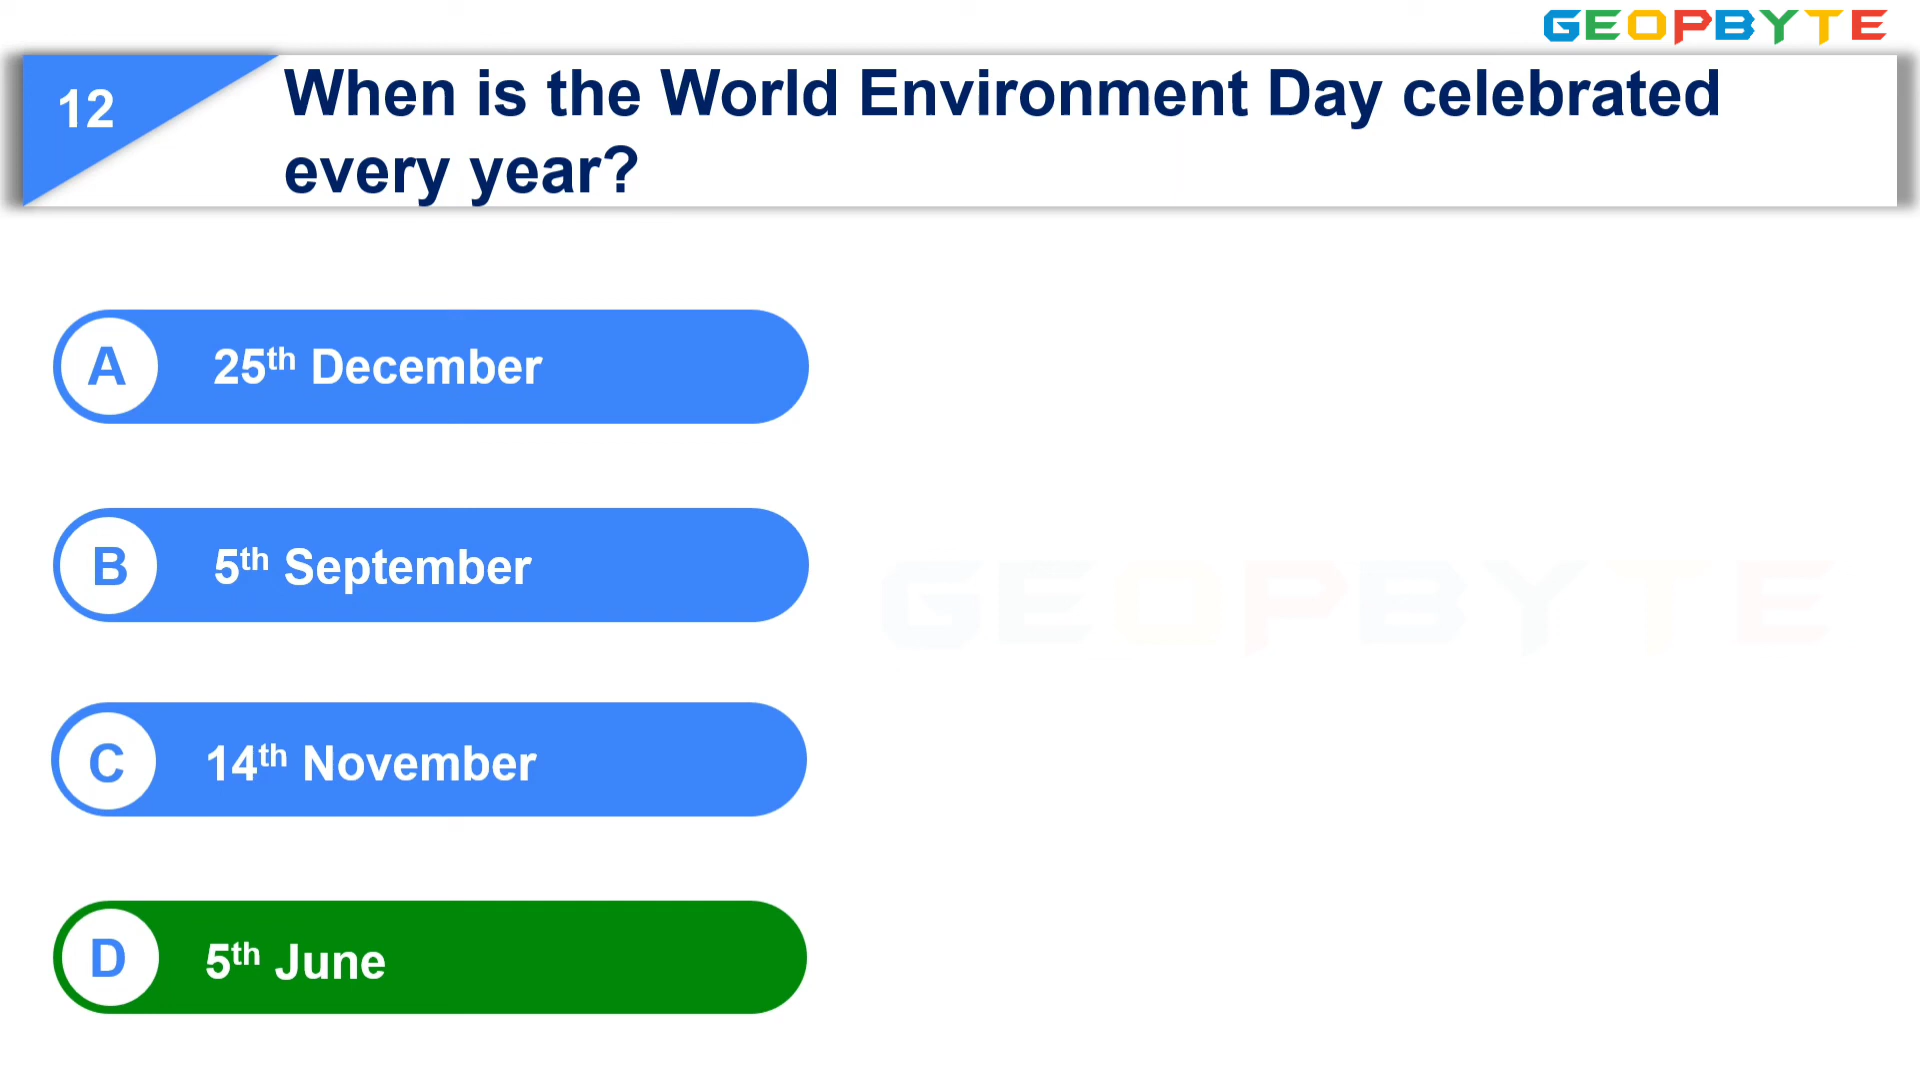 GEOPBYTE
12
When is the World Environment Day celebrated
every year?
A 25th December
B 5th September
GEOPBYTE
C 14th November
D 5th June